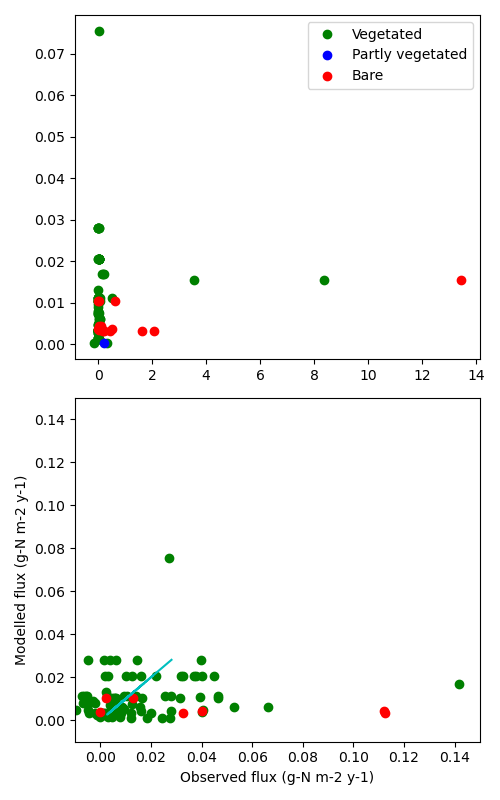 0.07
0.06
0.05
0.04
0.03
0.02
0.01
0.00
Vegetated
Partly vegetated
Bare
0 2 4 6 8 10 12 14
0.14
0.12
0.10
0.08
0.06
0.04
0.02
0.00
Modelled flux (g-N m-2 y-1)
0.00 0.02 0.04 0.06 0.08 0.10 0.12 0.14
Observed flux (g-N m-2 y-1)